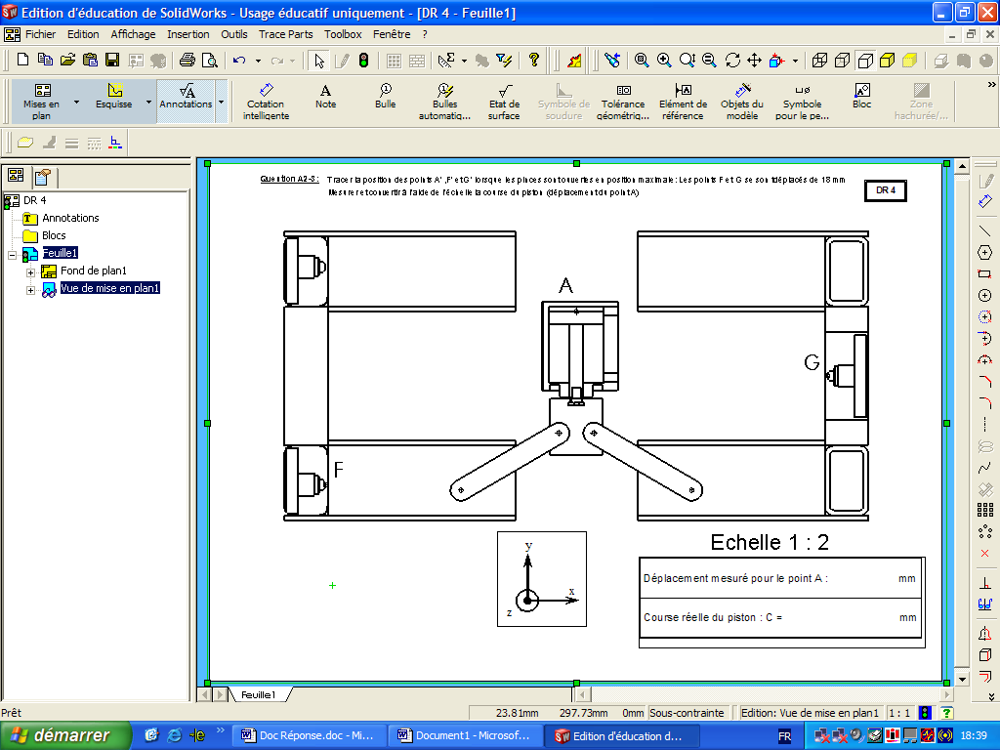 Edition d'éducation de SolidWorks - Usage éducatif uniquement - [DR 4 - Feuille1]
Fichier Edition Affichage Insertion Outils Trace Parts Toolbox Fenêtre ?
Mises en plan
Esquisse
Annotations
Cotation intelligente
Note
Bulle
Bulles automatiq...
Etat de surface
Symbole de soudure
Tolérance géométriq...
Elément de référence
Objets du modèle
Symbole pour le pe...
Bloc
Zone hachurée/...
DR 4
Annotations
Blocs
Feuille1
Fond de plan1
Vue de mise en plan1
Question A2-3 : Tracer la position des points A' ,F' et G' lorsque les pinces sont ouvertes en position maximale : Les points F et G se sont déplacés de 18 mm
Mesurer et convertir à l'aide de l'échelle la course du piston (déplacement du point A)
DR 4
A
G
F
Echelle 1 : 2
y
x
z
Déplacement mesuré pour le point A : mm
Course réelle du piston : C = mm
Feuille1
Prêt 23.81mm 297.73mm 0mm Sous-contrainte Edition: Vue de mise en plan1 1 : 1
démarrer Doc Réponse.doc - Mi... Document1 - Microsof... Edition d'éducation d... FR 18:39